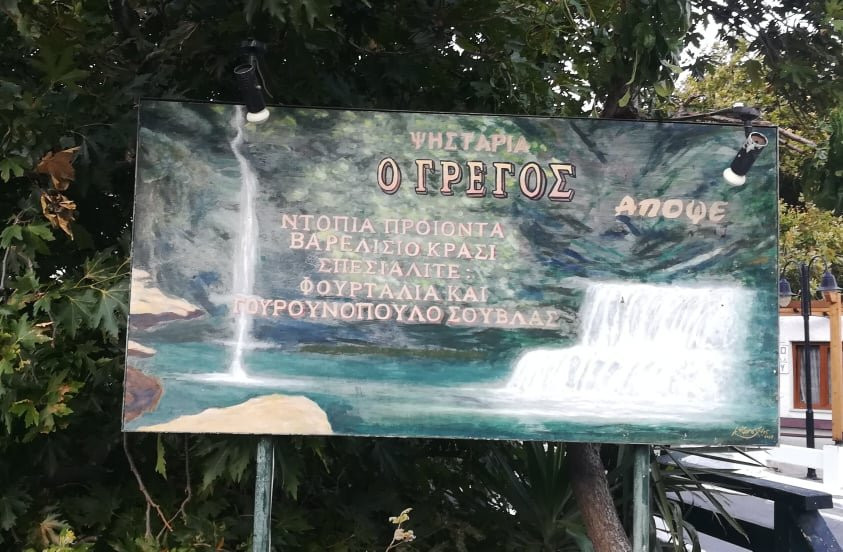 ΨΗΣΤΑΡΙΑ
Ο ΓΡΕΓΟΣ
ΑΠΟΨΕ
ΝΤΟΠΙΑ ΠΡΟΙΟΝΤΑ
ΒΑΡΕΛΙΣΙΟ ΚΡΑΣΙ
ΣΠΕΣΙΑΛΙΤΕ:
ΦΟΥΡΤΑΛΙΑ ΚΑΙ
ΓΟΥΡΟΥΝΟΠΟΥΛΟ ΣΟΥΒΛΑΣ